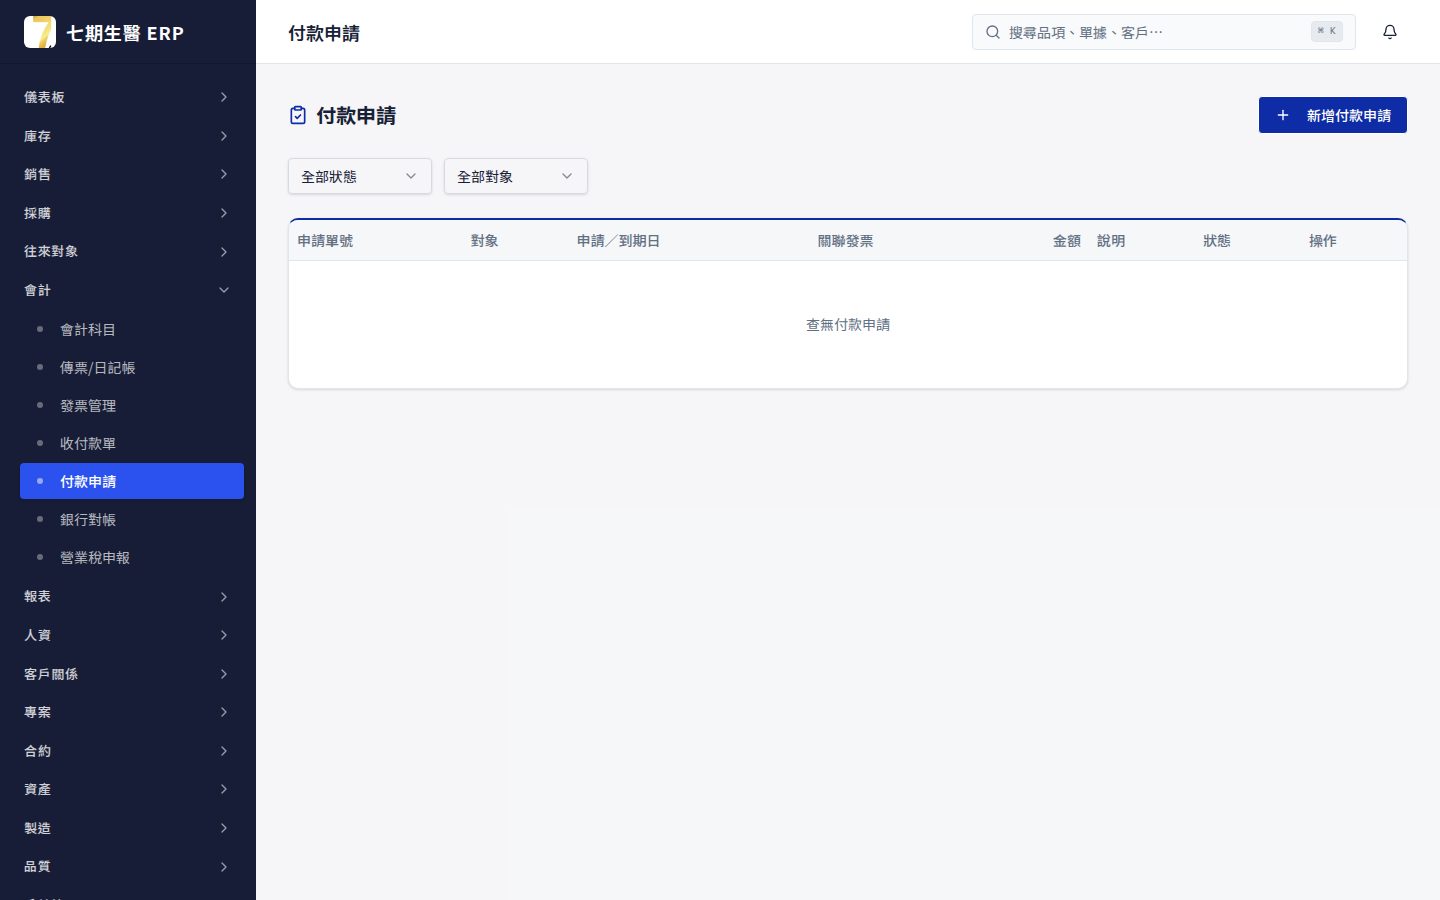 七期生醫 ERP
付款申請
搜尋品項、單據、客戶…
⌘ K
儀表板
庫存
銷售
採購
往來對象
會計
會計科目
傳票/日記帳
發票管理
收付款單
付款申請
銀行對帳
營業稅申報
報表
人資
客戶關係
專案
合約
資產
製造
品質
付款申請
新增付款申請
全部狀態
全部對象
申請單號 對象 申請／到期日 關聯發票 金額 說明 狀態 操作
查無付款申請